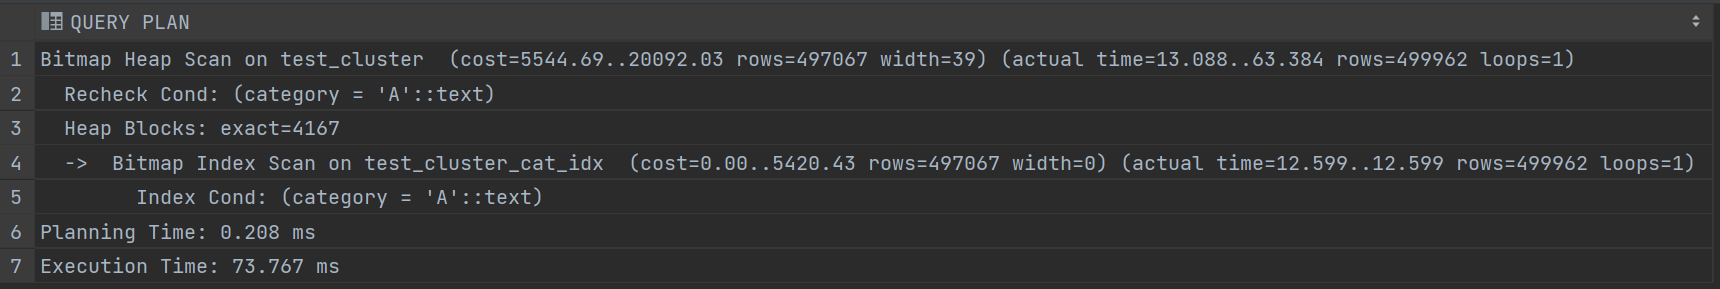 QUERY PLAN
1 Bitmap Heap Scan on test_cluster  (cost=5544.69..20092.03 rows=497067 width=39) (actual time=13.088..63.384 rows=499962 loops=1)
2   Recheck Cond: (category = 'A'::text)
3   Heap Blocks: exact=4167
4   ->  Bitmap Index Scan on test_cluster_cat_idx  (cost=0.00..5420.43 rows=497067 width=0) (actual time=12.599..12.599 rows=499962 loops=1)
5         Index Cond: (category = 'A'::text)
6 Planning Time: 0.208 ms
7 Execution Time: 73.767 ms